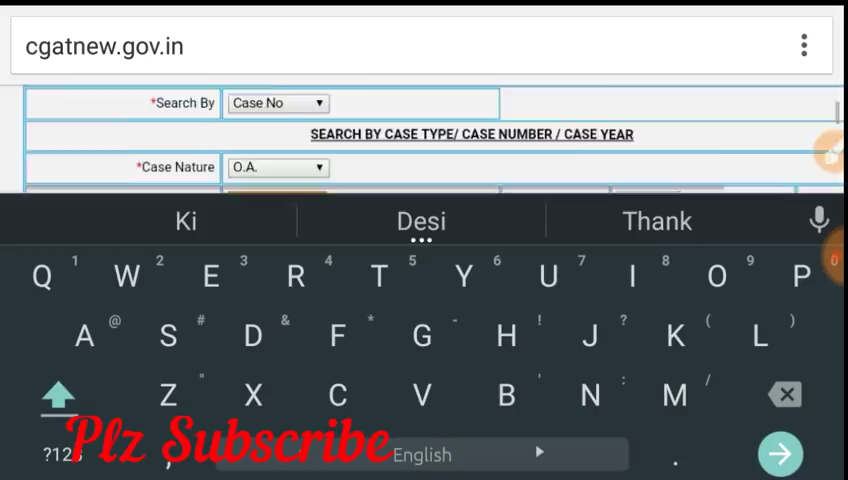 cgatnew.gov.in
*Search By Case No
SEARCH BY CASE TYPE/ CASE NUMBER / CASE YEAR
*Case Nature O.A.
Ki Desi Thank
1 2 3 4 5 6 7 8 9 0
Q W E R T Y U I O P
@ # & * - ! ? ( )
A S D F G H J K L
" ' : /
Z X C V B N M
Plz Subscribe
?123 , English .